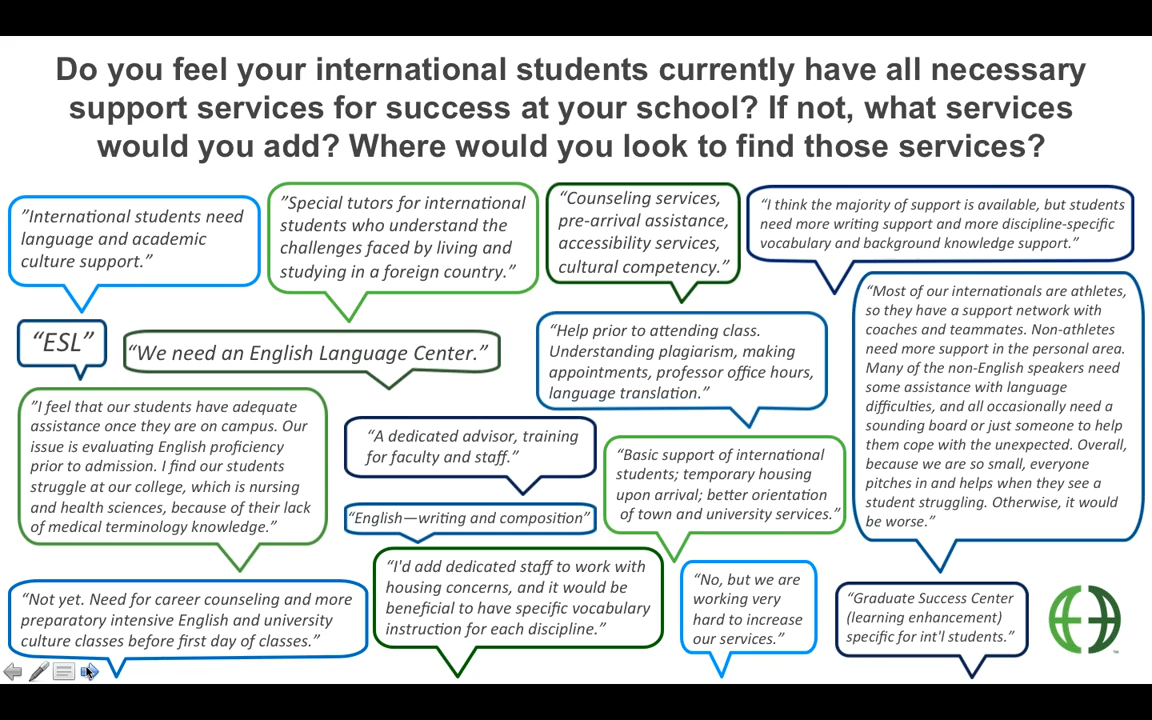 Do you feel your international students currently have all necessary
support services for success at your school? If not, what services
would you add? Where would you look to find those services?
”International students need
language and academic
culture support.”
”Special tutors for international
students who understand the
challenges faced by living and
studying in a foreign country.”
“Counseling services,
pre-arrival assistance,
accessibility services,
cultural competency.”
“I think the majority of support is available, but students
need more writing support and more discipline-specific
vocabulary and background knowledge support.”
“ESL”
“We need an English Language Center.”
“Help prior to attending class.
Understanding plagiarism, making
appointments, professor office hours,
language translation.”
“Most of our internationals are athletes,
so they have a support network with
coaches and teammates. Non-athletes
need more support in the personal area.
Many of the non-English speakers need
some assistance with language
difficulties, and all occasionally need a
sounding board or just someone to help
them cope with the unexpected. Overall,
because we are so small, everyone
pitches in and helps when they see a
student struggling. Otherwise, it would
be worse.”
”I feel that our students have adequate
assistance once they are on campus. Our
issue is evaluating English proficiency
prior to admission. I find our students
struggle at our college, which is nursing
and health sciences, because of their lack
of medical terminology knowledge.”
“A dedicated advisor, training
for faculty and staff.”
“English—writing and composition”
“Basic support of international
students; temporary housing
upon arrival; better orientation
of town and university services.”
“Not yet. Need for career counseling and more
preparatory intensive English and university
culture classes before first day of classes.”
“I'd add dedicated staff to work with
housing concerns, and it would be
beneficial to have specific vocabulary
instruction for each discipline.”
“No, but we are
working very
hard to increase
our services.”
“Graduate Success Center
(learning enhancement)
specific for int'l students.”